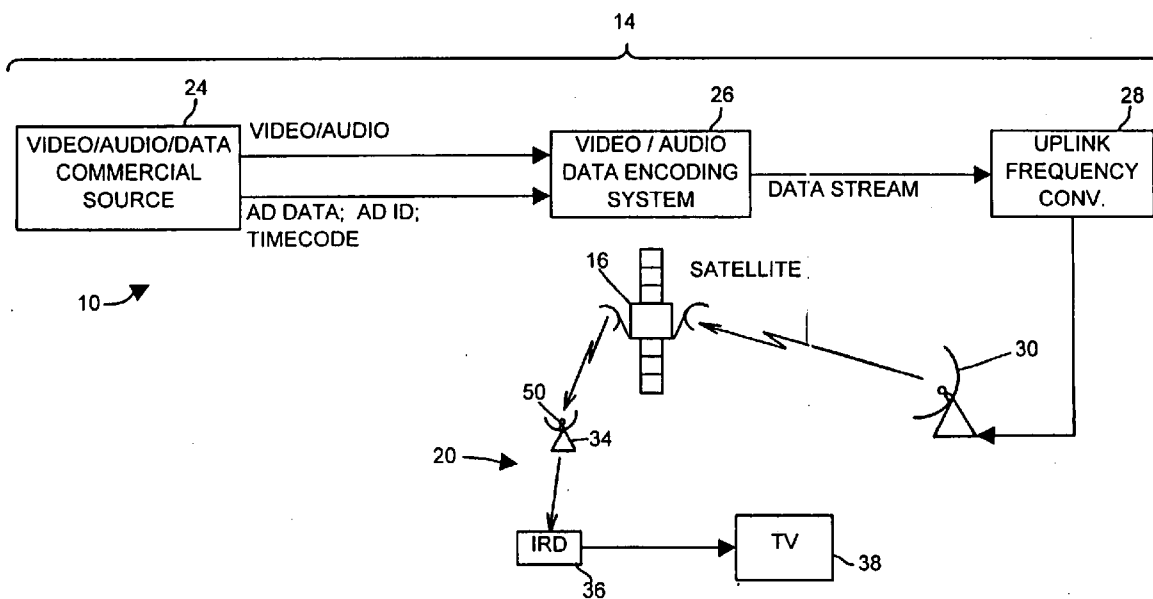 14
24
26
28
VIDEO/AUDIO/DATA
COMMERCIAL
SOURCE
VIDEO/AUDIO
AD DATA; AD ID;
TIMECODE
VIDEO / AUDIO
DATA ENCODING
SYSTEM
DATA STREAM
UPLINK
FREQUENCY
CONV.
10
16
SATELLITE
30
50
34
20
IRD
36
TV
38